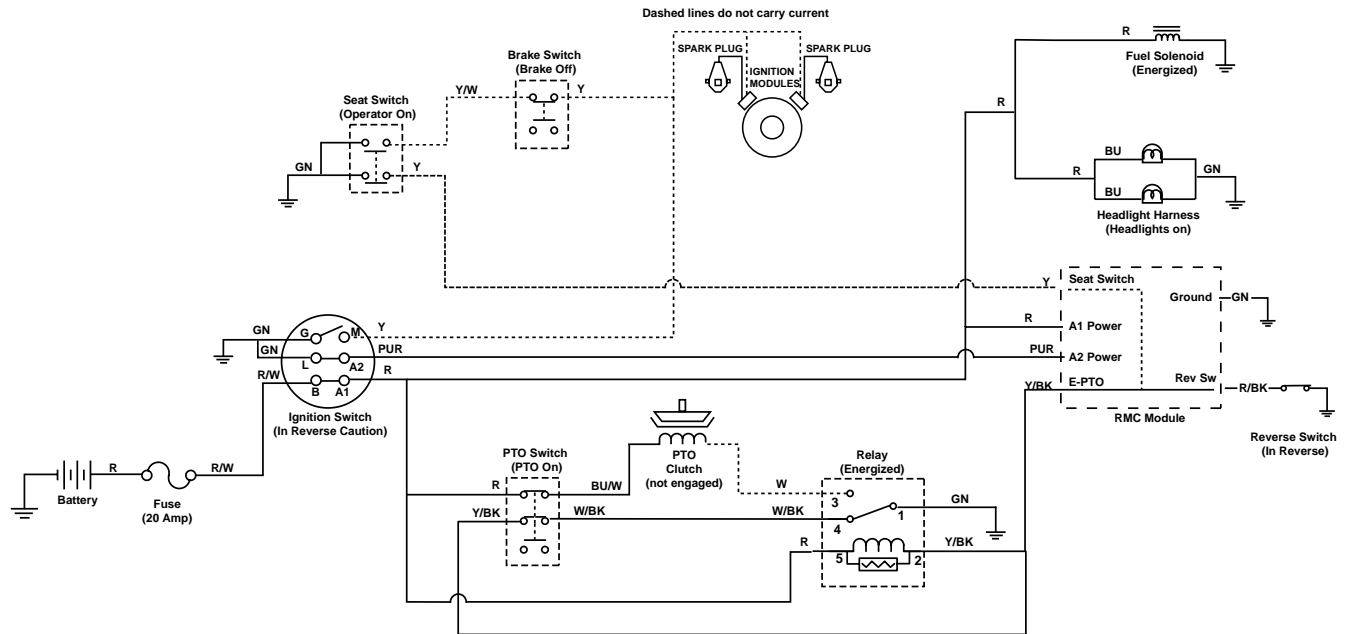 Dashed lines do not carry current
SPARK PLUG
SPARK PLUG
IGNITION
MODULES
Brake Switch
(Brake Off)
Y/W
Y
Seat Switch
(Operator On)
GN
Y
R
Fuel Solenoid
(Energized)
R
R
BU
BU
GN
Headlight Harness
(Headlights on)
Y
Seat Switch
Ground
GN
R
A1 Power
PUR
A2 Power
Y/BK
E-PTO
Rev Sw
R/BK
RMC Module
Reverse Switch
(In Reverse)
GN
G
M
Y
GN
L
A2
PUR
R/W
B
A1
R
Ignition Switch
(In Reverse Caution)
R
R/W
Battery
Fuse
(20 Amp)
PTO Switch
(PTO On)
R
BU/W
Y/BK
W/BK
W/BK
PTO
Clutch
(not engaged)
W
Relay
(Energized)
3
4
1
GN
R
5
2
Y/BK